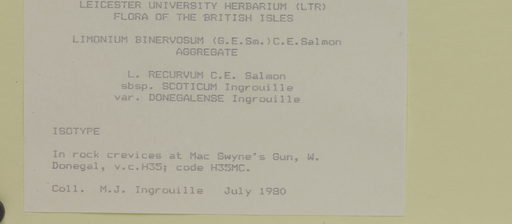 LEICESTER UNIVERSITY HERBARIUM (LTR)
FLORA OF THE BRITISH ISLES
LIMONIUM BINERVOSUM (G.E.Sm.)C.E.Salmon
AGGREGATE
L. RECURVUM C.E. Salmon
sbsp. SCOTICUM Ingrouille
var. DONEGALENSE Ingrouille
ISOTYPE
In rock crevices at Mac Swyne's Gun, W.
Donegal, v.c.H35; code H35MC.
Coll. M.J. Ingrouille July 1980